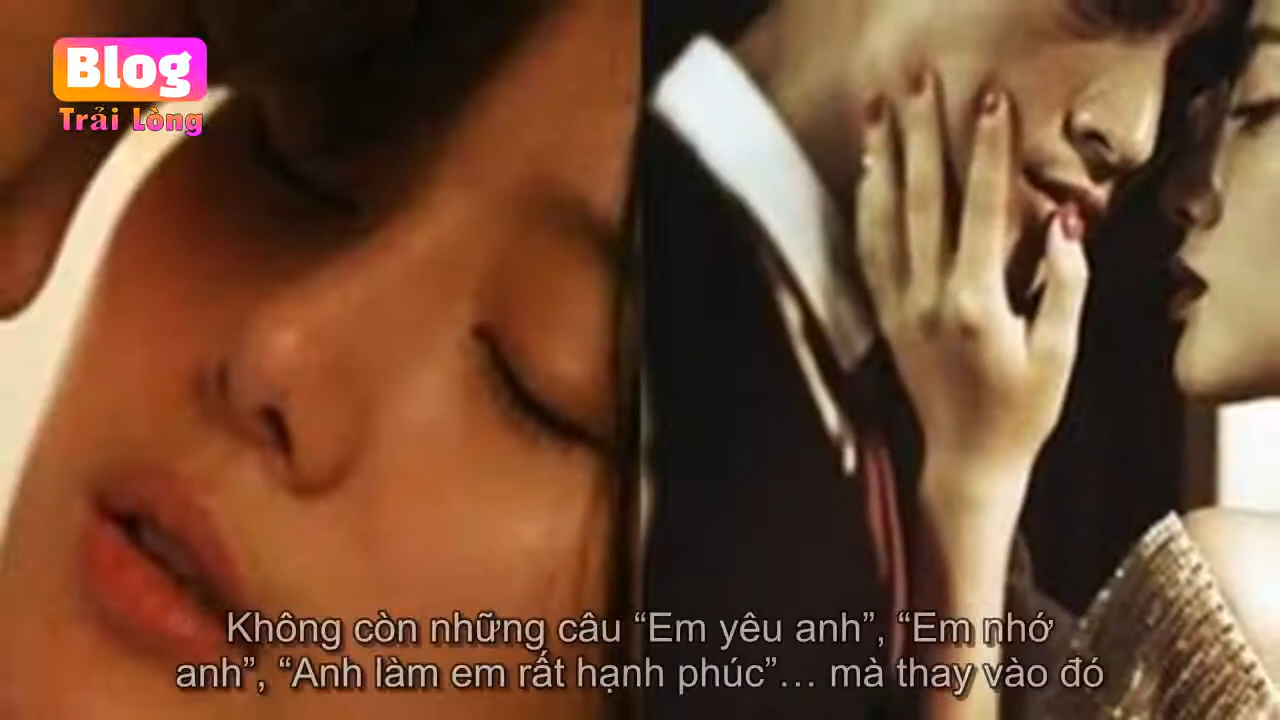 Blog
Trải Lòng
Không còn những câu “Em yêu anh”, “Em nhớ
anh”, “Anh làm em rất hạnh phúc”… mà thay vào đó